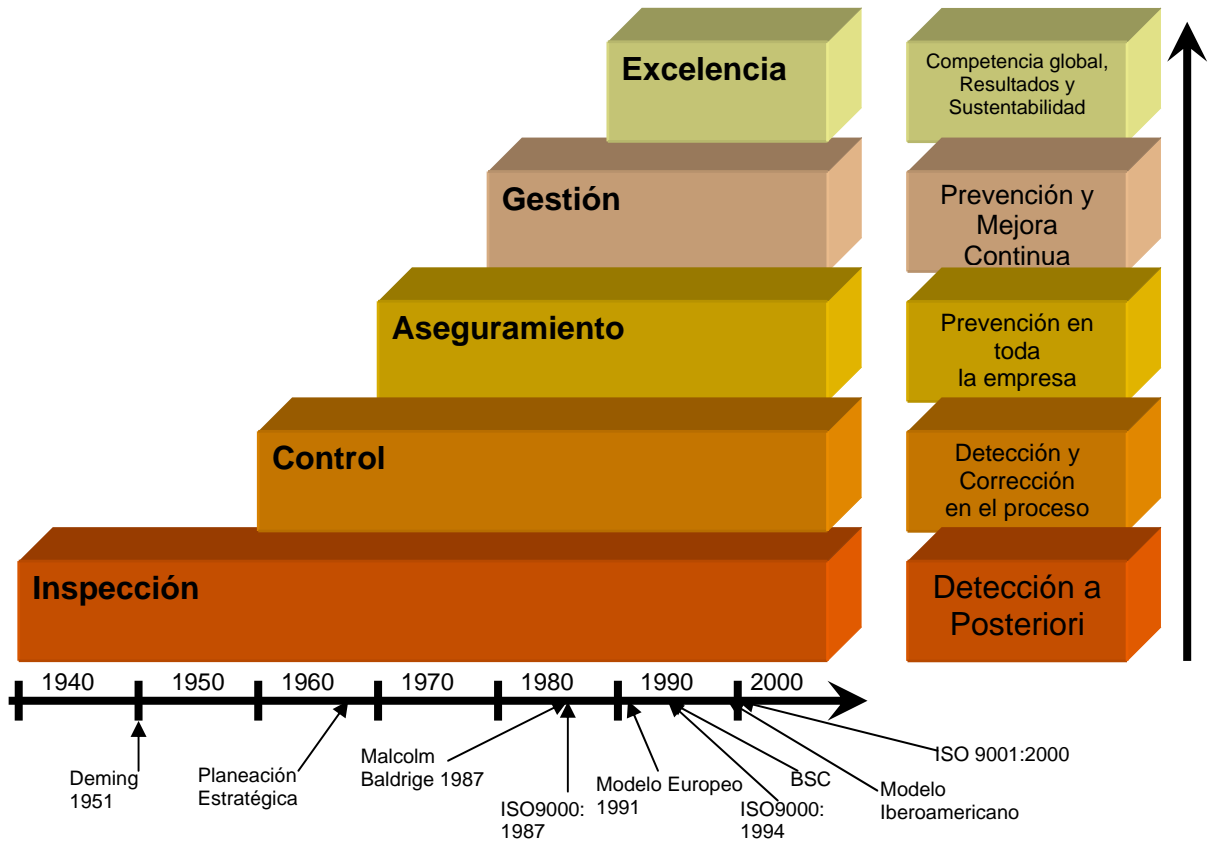 Excelencia
Competencia global,
Resultados y
Sustentabilidad
Gestión
Prevención y
Mejora
Continua
Aseguramiento
Prevención en
toda
la empresa
Control
Detección y
Corrección
en el proceso
Inspección
Detección a
Posteriori
1940 1950 1960 1970 1980 1990 2000
Deming
1951
Planeación
Estratégica
Malcolm
Baldrige 1987
ISO9000:
1987
Modelo Europeo
1991
BSC
ISO9000:
1994
Modelo
Iberoamericano
ISO 9001:2000